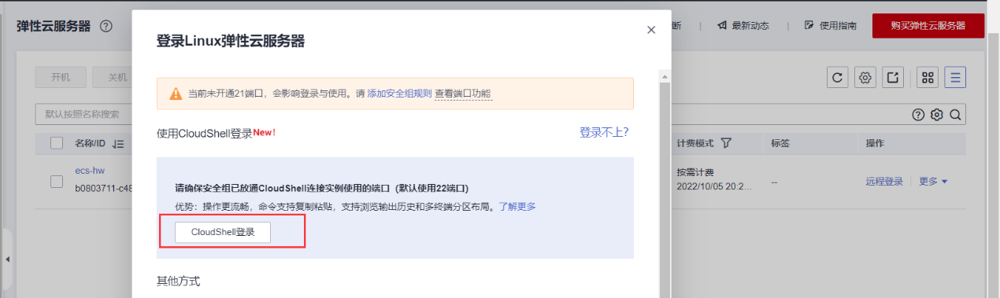 弹性云服务器
断
最新动态
使用指南
购买弹性云服务器
登录Linux弹性云服务器
开机
关机
当前未开通21端口，会影响登录与使用。请 添加安全组规则 查看端口功能
默认按照名称搜索
使用CloudShell登录New!
登录不上?
名称/ID
计费模式
标签
操作
ecs-hw
b0803711-c48
请确保安全组已放通CloudShell连接实例使用的端口（默认使用22端口)
优势：操作更流畅，命令支持复制粘贴，支持浏览输出历史和多终端分区布局。了解更多
按需计费
2022/10/05 20:2...
--
远程登录
更多
CloudShell登录
其他方式